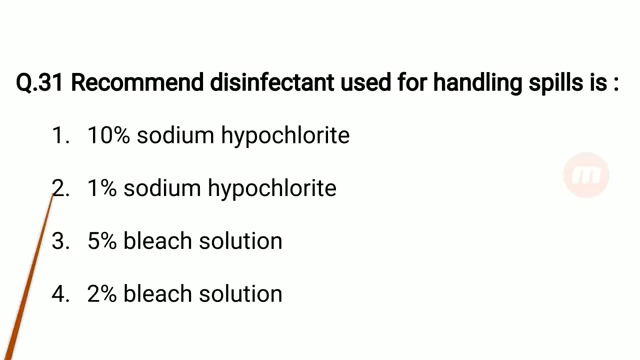 Q.31 Recommend disinfectant used for handling spills is :
1. 10% sodium hypochlorite
2. 1% sodium hypochlorite
3. 5% bleach solution
4. 2% bleach solution
m